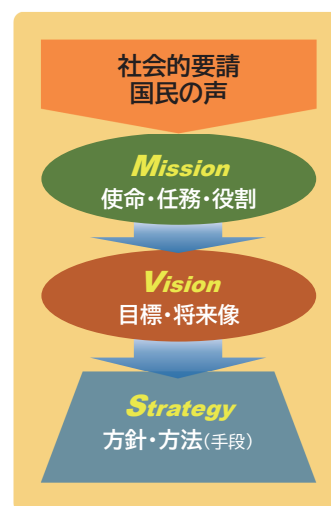 社会的要請
国民の声
Mission
使命・任務・役割
Vision
目標・将来像
Strategy
方針・方法(手段)